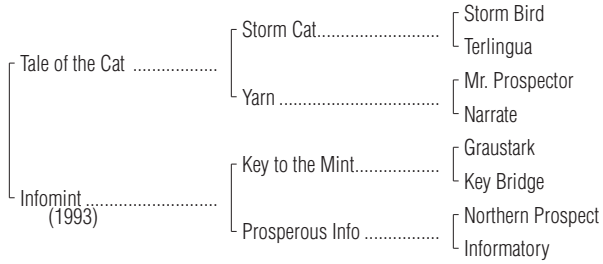 Storm Bird
Storm Cat..............................
Terlingua
Tale of the Cat ..................
Mr. Prospector
Yarn .......................................
Narrate
Graustark
Key to the Mint.....................
Key Bridge
Infomint ............................
(1993)
Northern Prospect
Prosperous Info ..................
Informatory